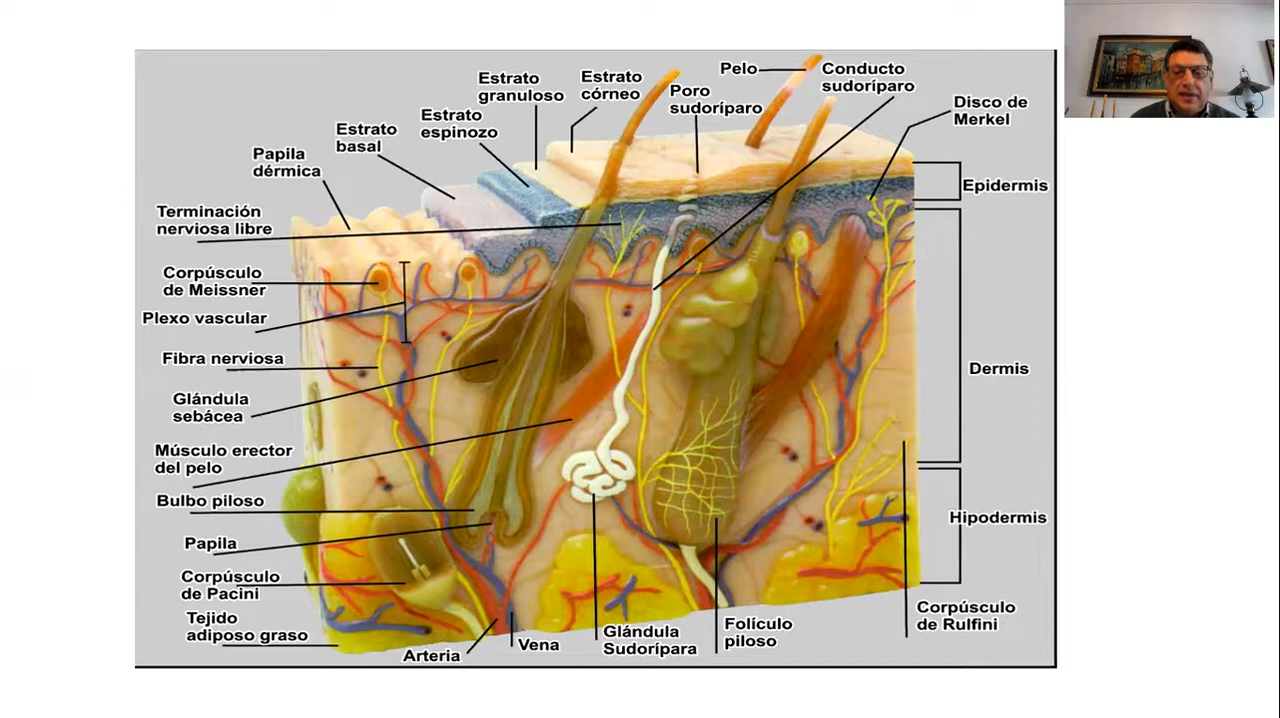 Pelo
Conducto
sudoríparo
Estrato
granuloso
Estrato
córneo
Poro
sudoríparo
Disco de
Merkel
Estrato
espinozo
Estrato
basal
Papila
dérmica
Epidermis
Terminación
nerviosa libre
Corpúsculo
de Meissner
Plexo vascular
Fibra nerviosa
Dermis
Glándula
sebácea
Músculo erector
del pelo
Bulbo piloso
Hipodermis
Papila
Corpúsculo
de Pacini
Tejido
adiposo graso
Arteria
Vena
Glándula
Sudorípara
Folículo
piloso
Corpúsculo
de Rulfini